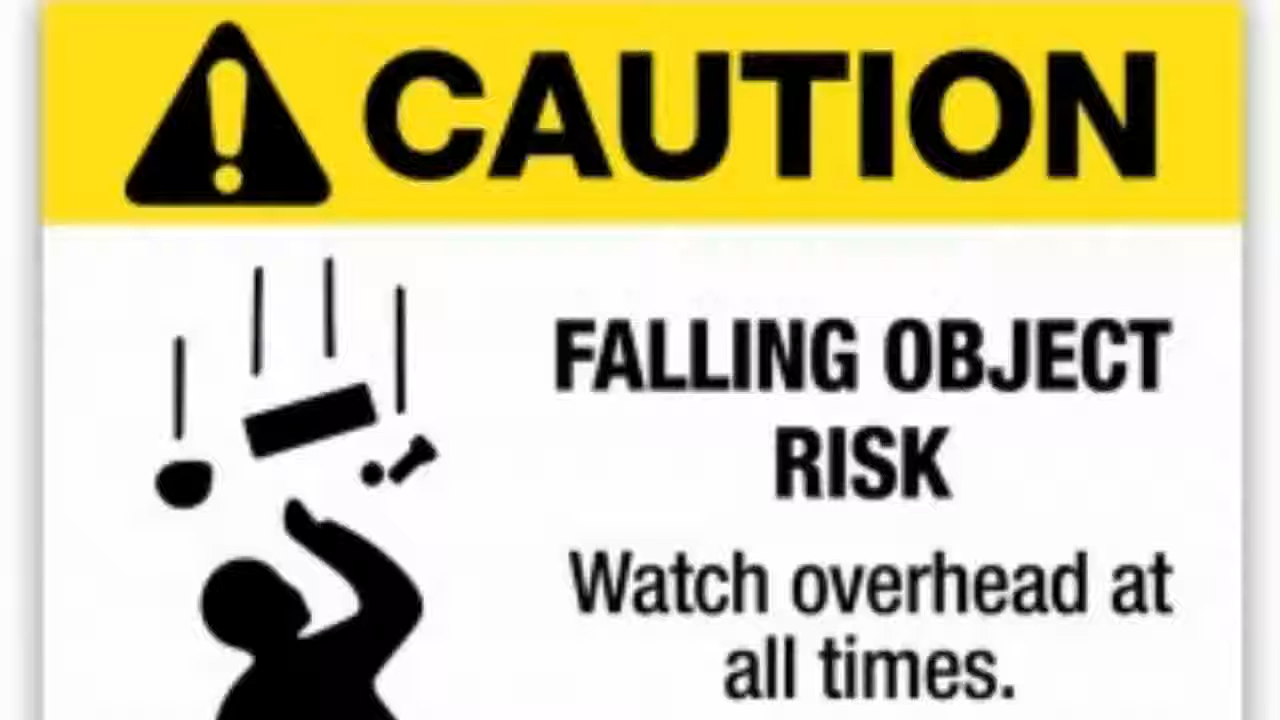 CAUTION
FALLING OBJECT
RISK
Watch overhead at
all times.